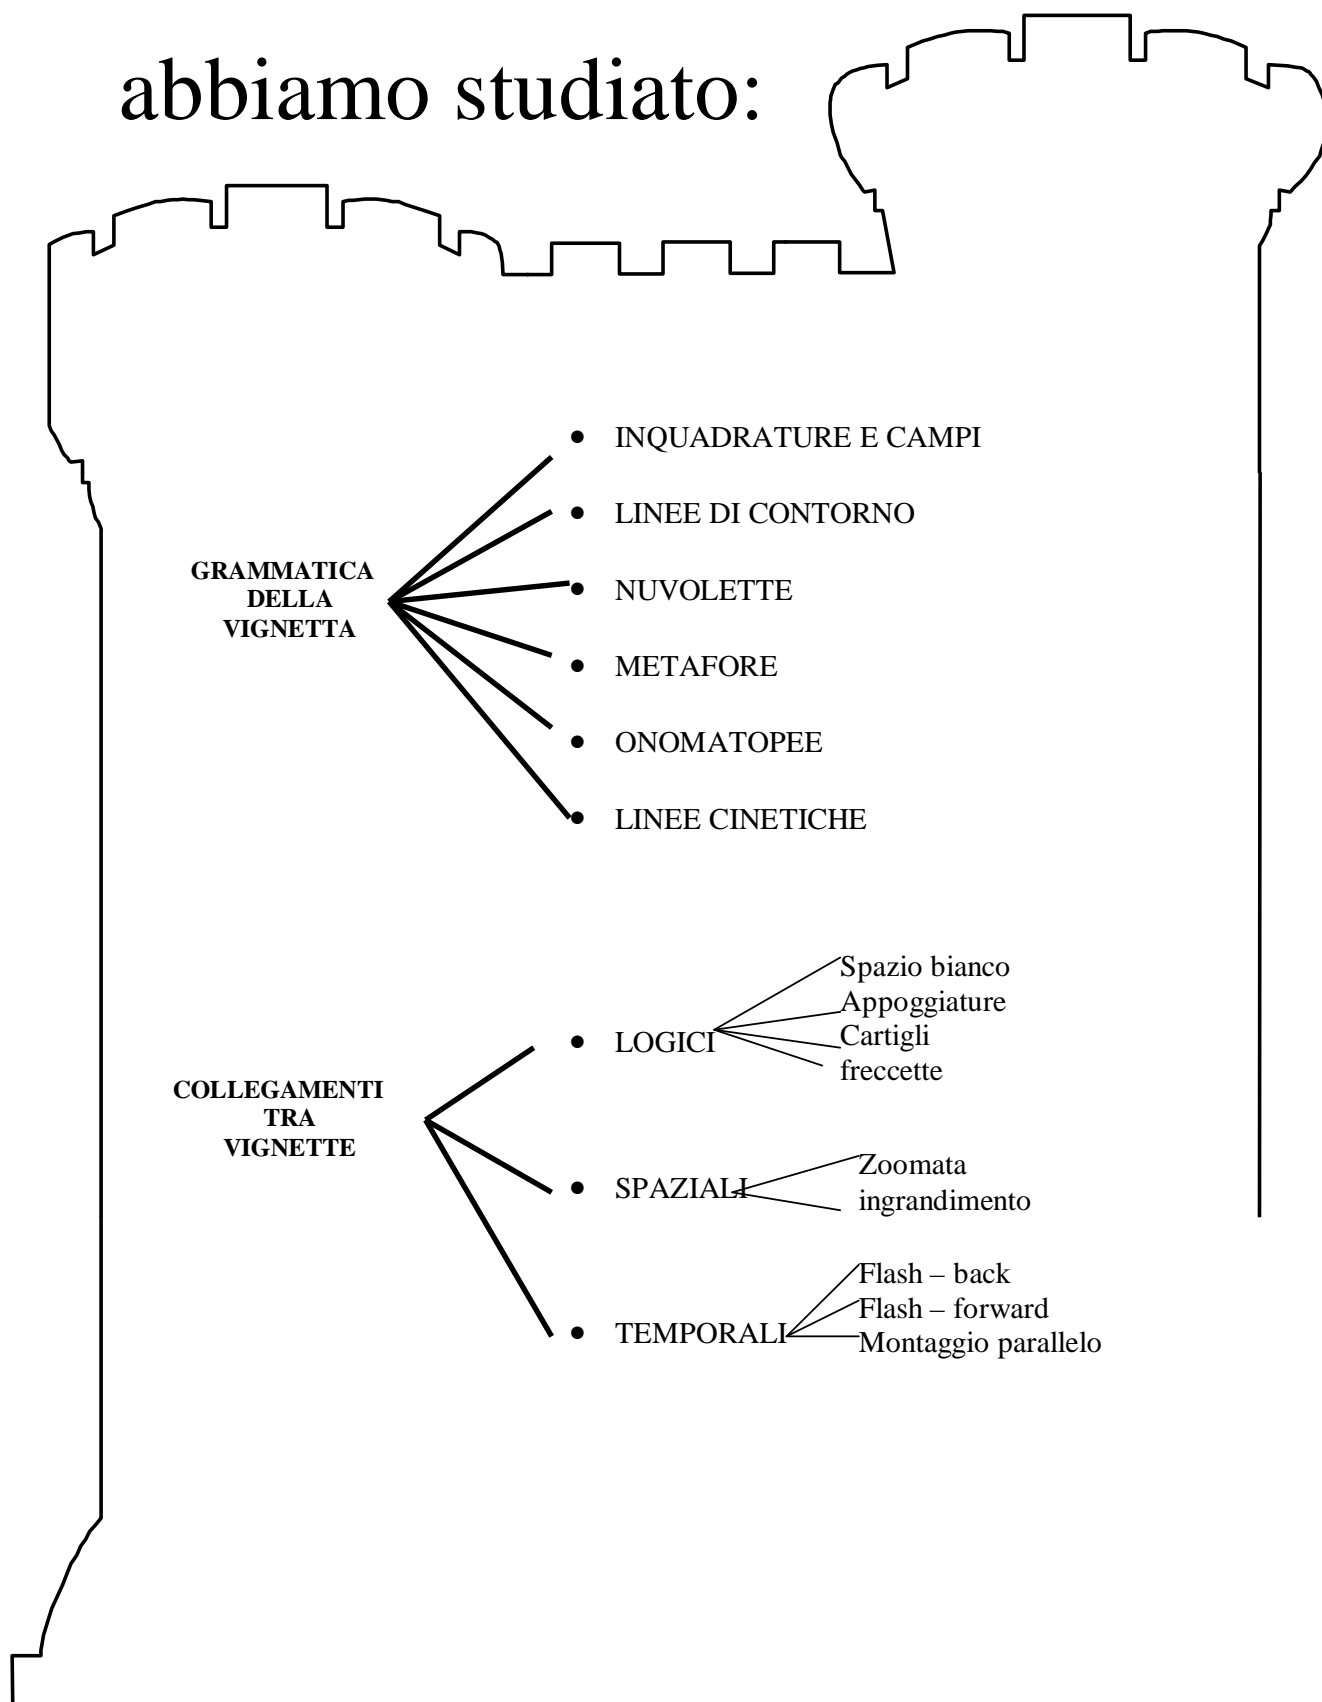 abbiamo studiato:
GRAMMATICA
DELLA
VIGNETTA
• INQUADRATURE E CAMPI
• LINEE DI CONTORNO
• NUVOLETTE
• METAFORE
• ONOMATOPEE
• LINEE CINETICHE
COLLEGAMENTI
TRA
VIGNETTE
• LOGICI
Spazio bianco
Appoggiature
Cartigli
freccette
• SPAZIALI
Zoomata
ingrandimento
• TEMPORALI
Flash – back
Flash – forward
Montaggio parallelo